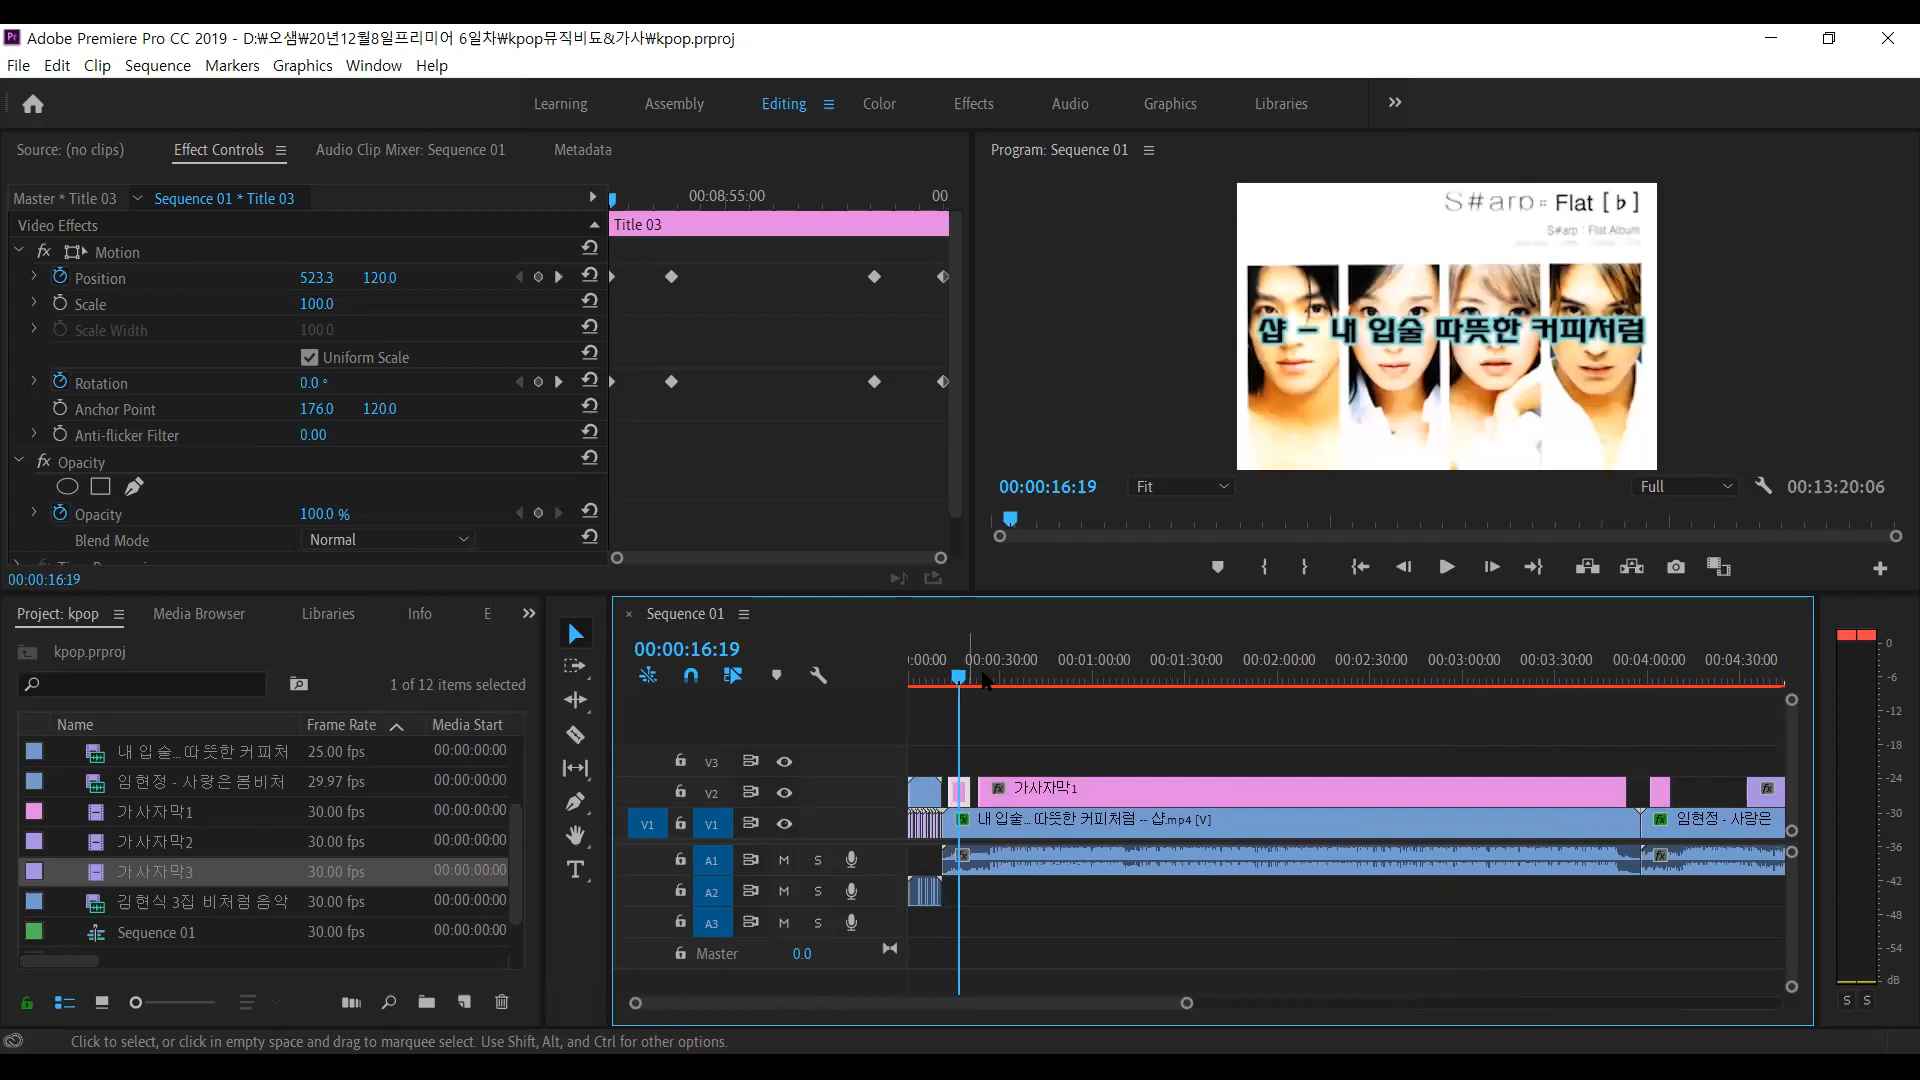 Adobe Premiere Pro CC 2019 - D:₩오샘₩20년12월8일프리미어 6일차₩kpop뮤직비됴&가사₩kpop.prproj
File Edit Clip Sequence Markers Graphics Window Help
Learning Assembly Editing Color Effects Audio Graphics Libraries
Source: (no clips) Effect Controls Audio Clip Mixer: Sequence 01 Metadata
Program: Sequence 01
Master * Title 03 Sequence 01 * Title 03
00:08:55:00 00
Video Effects
Title 03
fx Motion
Position 523.3 120.0
Scale 100.0
Scale Width 100.0
Uniform Scale
Rotation 0.0 °
Anchor Point 176.0 120.0
Anti-flicker Filter 0.00
fx Opacity
Opacity 100.0 %
Blend Mode Normal
00:00:16:19
S#arp :: Flat [♭]
S#arp : Flat Album
샵 - 내 입술 따뜻한 커피처럼
00:00:16:19 Fit Full 00:13:20:06
Project: kpop Media Browser Libraries Info E
kpop.prproj
1 of 12 items selected
Name Frame Rate Media Start
내 입 술...따 뜻한 커 피처 25.00 fps 00:00:00:00
임현정 - 사랑은 봄비처 29.97 fps 00:00:00:00
가사자막1 30.00 fps 00:00:00:00
가사자막2 30.00 fps 00:00:00:00
가사자막3 30.00 fps 00:00:00:00
김현식 3집 비처럼 음악 30.00 fps 00:00:00:00
Sequence 01 30.00 fps 00:00:00:00
Sequence 01
00:00:16:19
:00:00 00:00:30:00 00:01:00:00 00:01:30:00 00:02:00:00 00:02:30:00 00:03:00:00 00:03:30:00 00:04:00:00 00:04:30:00
V3
V2 fx 가사자막1 fx
V1 V1 fx 내 입술... 따뜻한 커피처럼 -- 샵.mp4 [V] fx 임현정 - 사랑은
A1 M S fx fx
A2 M S
A3 M S
Master 0.0
0
-6
-12
-18
-24
-30
-36
-42
-48
-54
dB
S S
Click to select, or click in empty space and drag to marquee select. Use Shift, Alt, and Ctrl for other options.